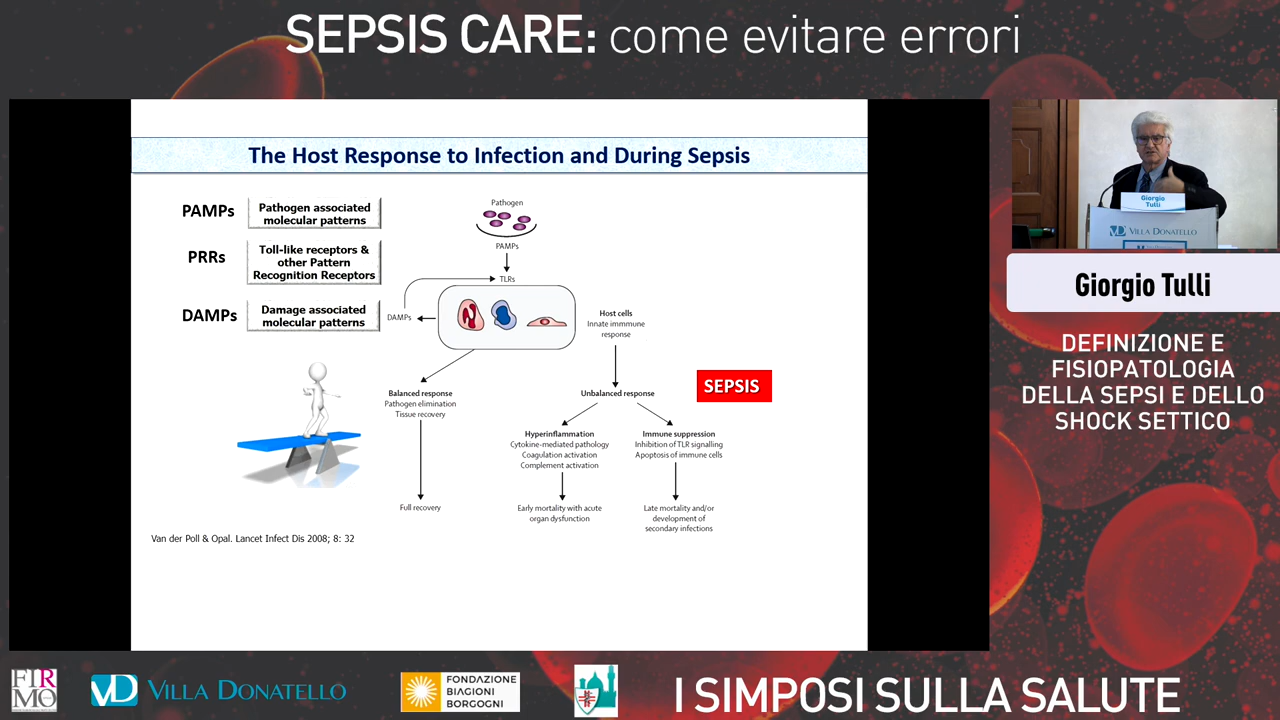 SEPSIS CARE: come evitare errori
The Host Response to Infection and During Sepsis
PAMPs
Pathogen associated
molecular patterns
PRRs
Toll-like receptors &
other Pattern
Recognition Receptors
DAMPs
Damage associated
molecular patterns
Pathogen
PAMPs
TLRs
DAMPs
Host cells
Innate immmune
response
Balanced response
Pathogen elimination
Tissue recovery
Unbalanced response
SEPSIS
Hyperinflammation
Cytokine-mediated pathology
Coagulation activation
Complement activation
Immune suppression
Inhibition of TLR signalling
Apoptosis of immune cells
Full recovery
Early mortality with acute
organ dysfunction
Late mortality and/or
development of
secondary infections
Van der Poll & Opal. Lancet Infect Dis 2008; 8: 32
Giorgio
Tulli
VD VILLA DONATELLO
Giorgio Tulli
DEFINIZIONE E
FISIOPATOLOGIA
DELLA SEPSI E DELLO
SHOCK SETTICO
FIR
MO
VD VILLA DONATELLO
FONDAZIONE
BIAGIONI
BORGOGNI
I SIMPOSI SULLA SALUTE